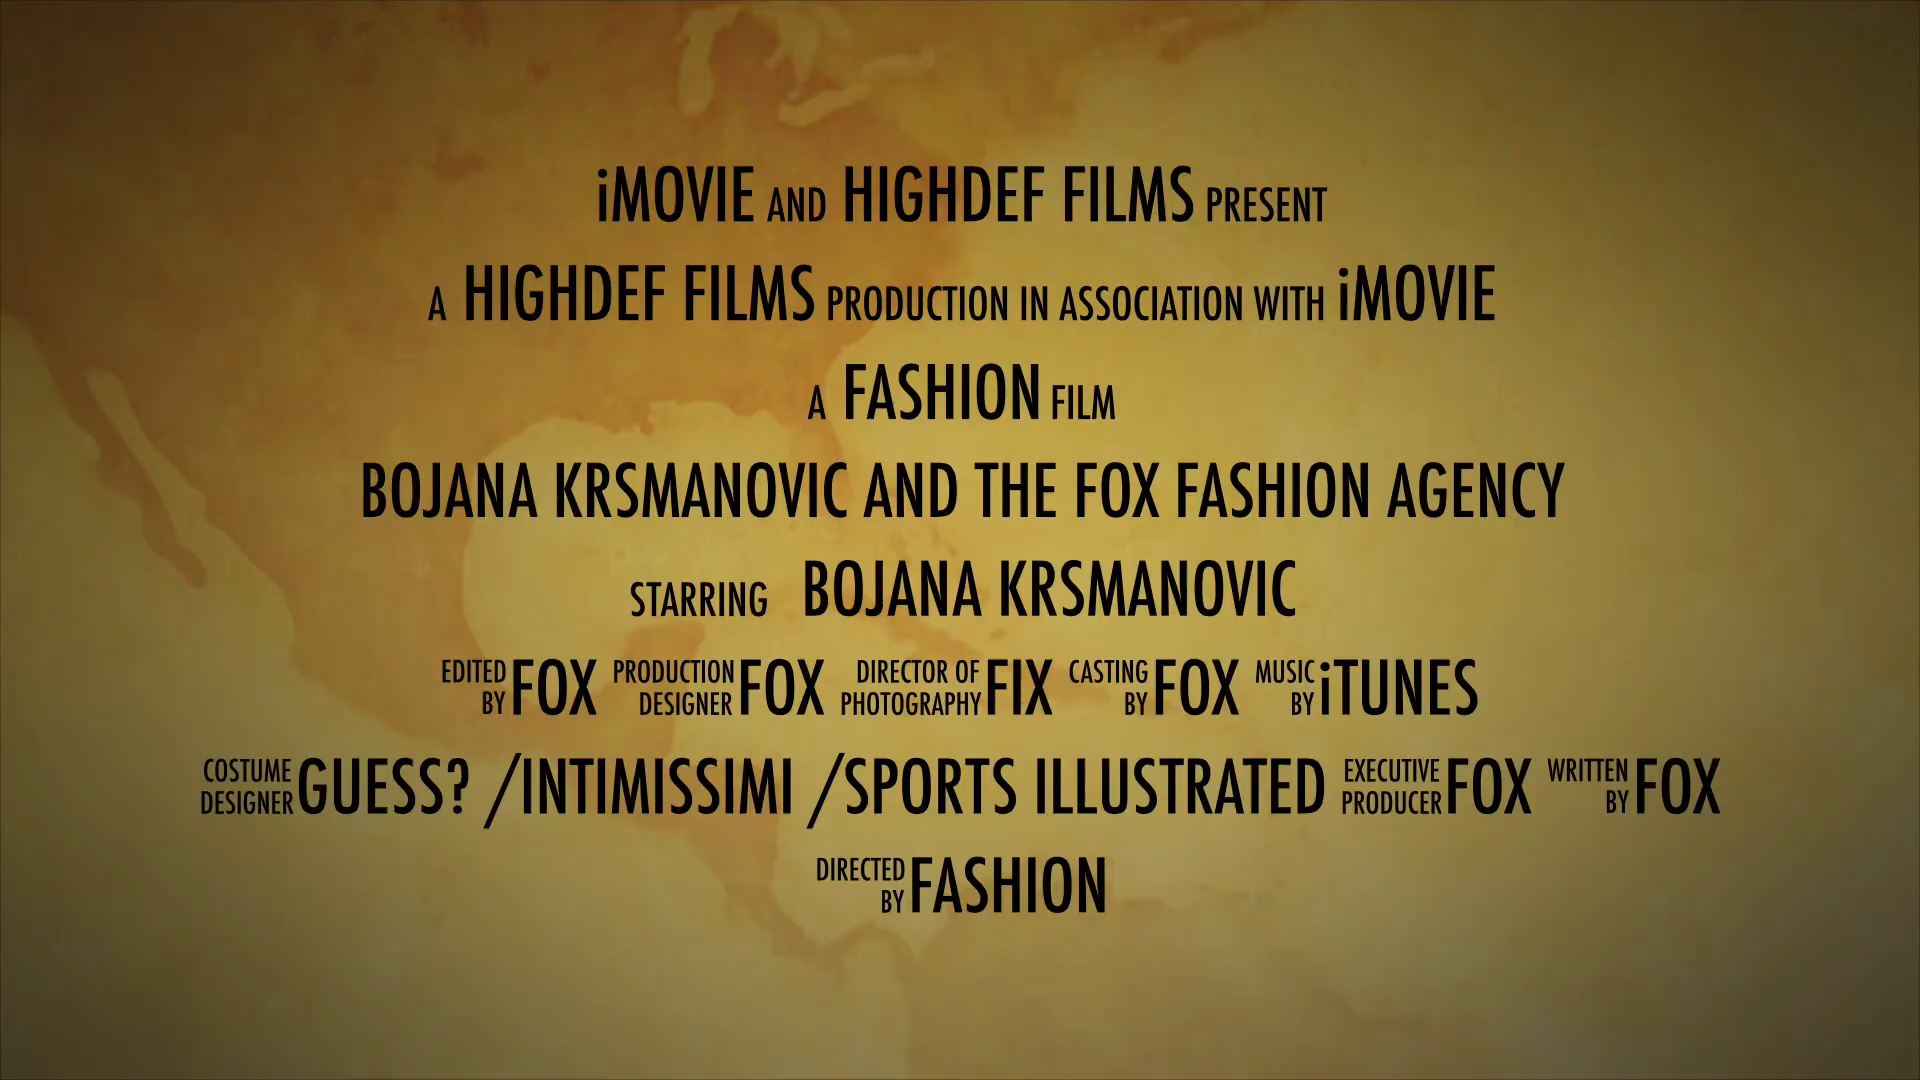 iMOVIE AND HIGHDEF FILMS PRESENT
A HIGHDEF FILMS PRODUCTION IN ASSOCIATION WITH iMOVIE
A FASHION FILM
BOJANA KRSMANOVIC AND THE FOX FASHION AGENCY
STARRING BOJANA KRSMANOVIC
EDITED BY FOX PRODUCTION DESIGNER FOX DIRECTOR OF PHOTOGRAPHY FIX CASTING BY FOX MUSIC BY iTUNES
COSTUME DESIGNER GUESS? /INTIMISSIMI /SPORTS ILLUSTRATED EXECUTIVE PRODUCER FOX WRITTEN BY FOX
DIRECTED BY FASHION